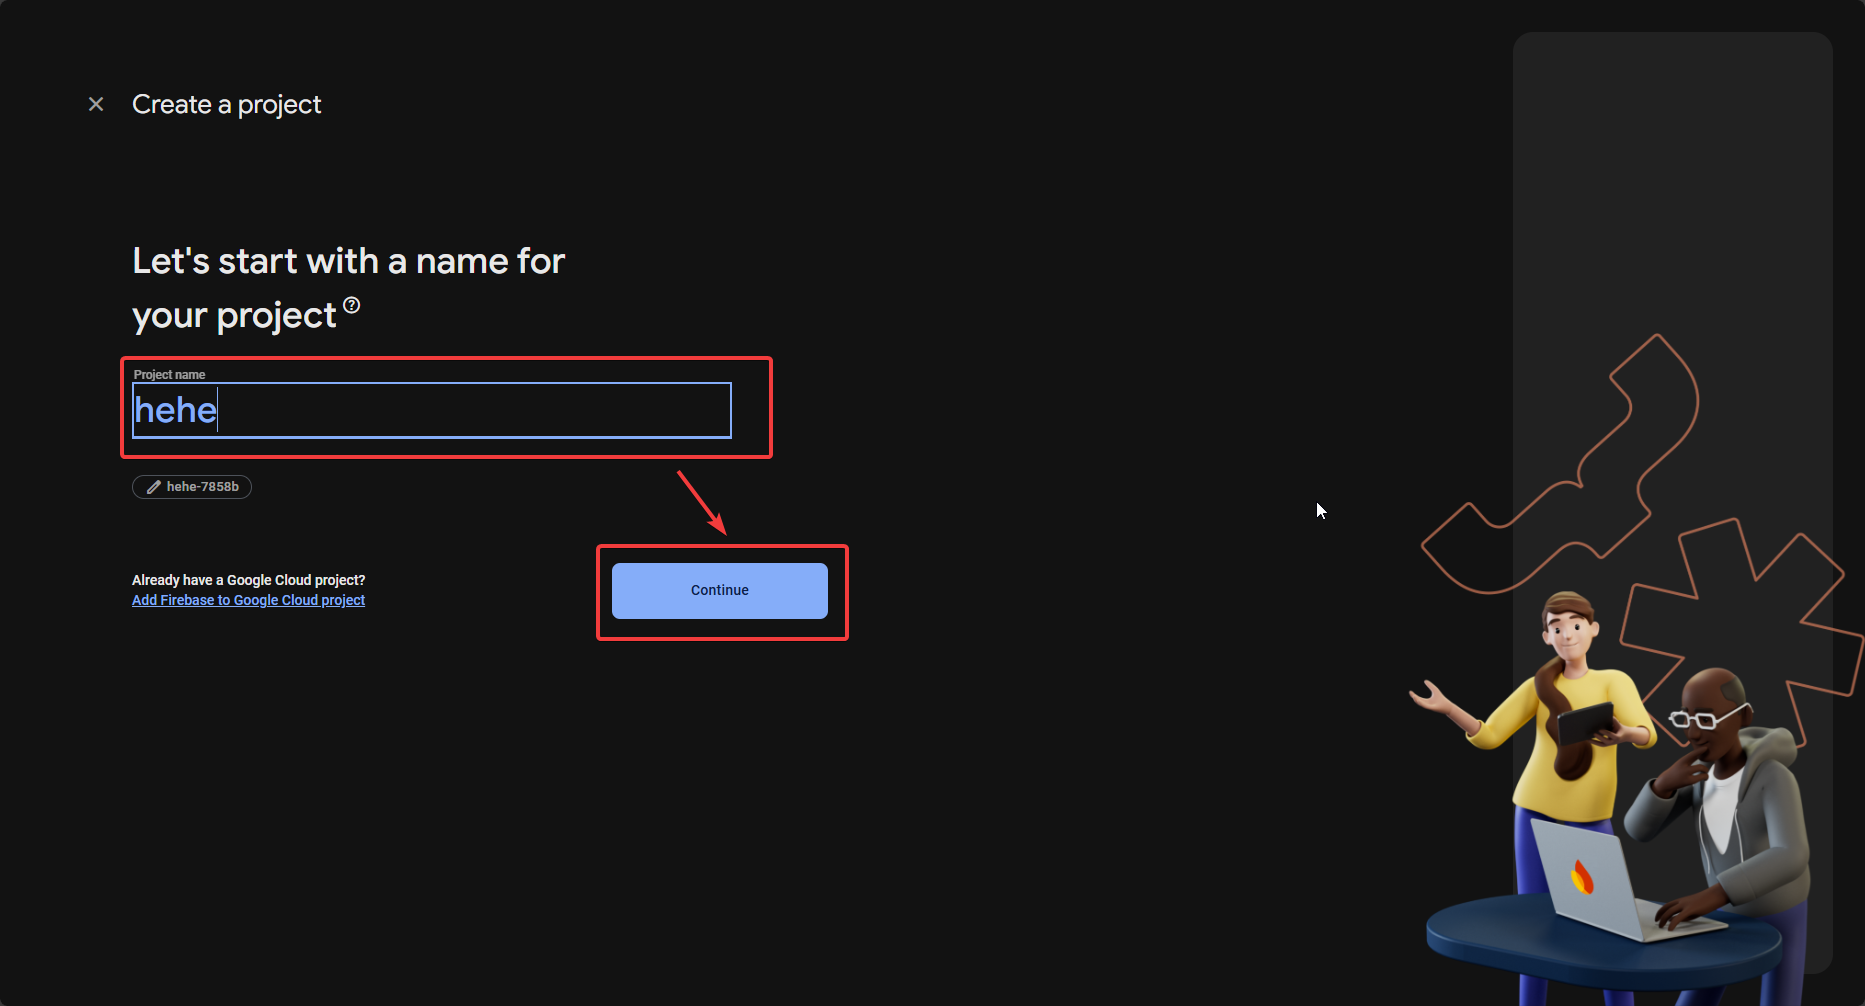 Create a project
Let's start with a name for
your project
Project name
hehe
hehe-7858b
Already have a Google Cloud project?
Add Firebase to Google Cloud project
Continue